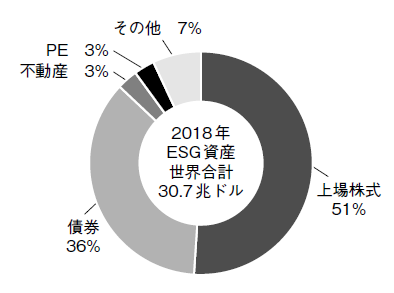 その他 7%
PE 3%
不動産 3%
2018年
ESG資産
世界合計
30.7兆ドル
上場株式
51%
債券
36%